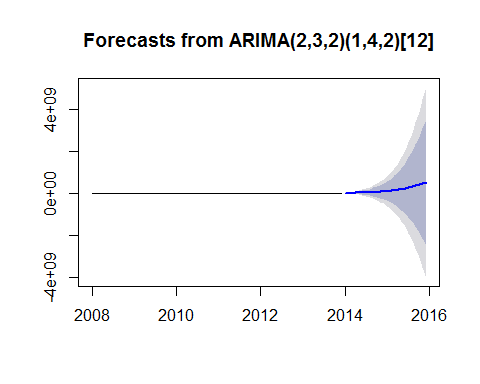 Forecasts from ARIMA(2,3,2)(1,4,2)[12]
4e+09
0e+00
-4e+09
2008 2010 2012 2014 2016